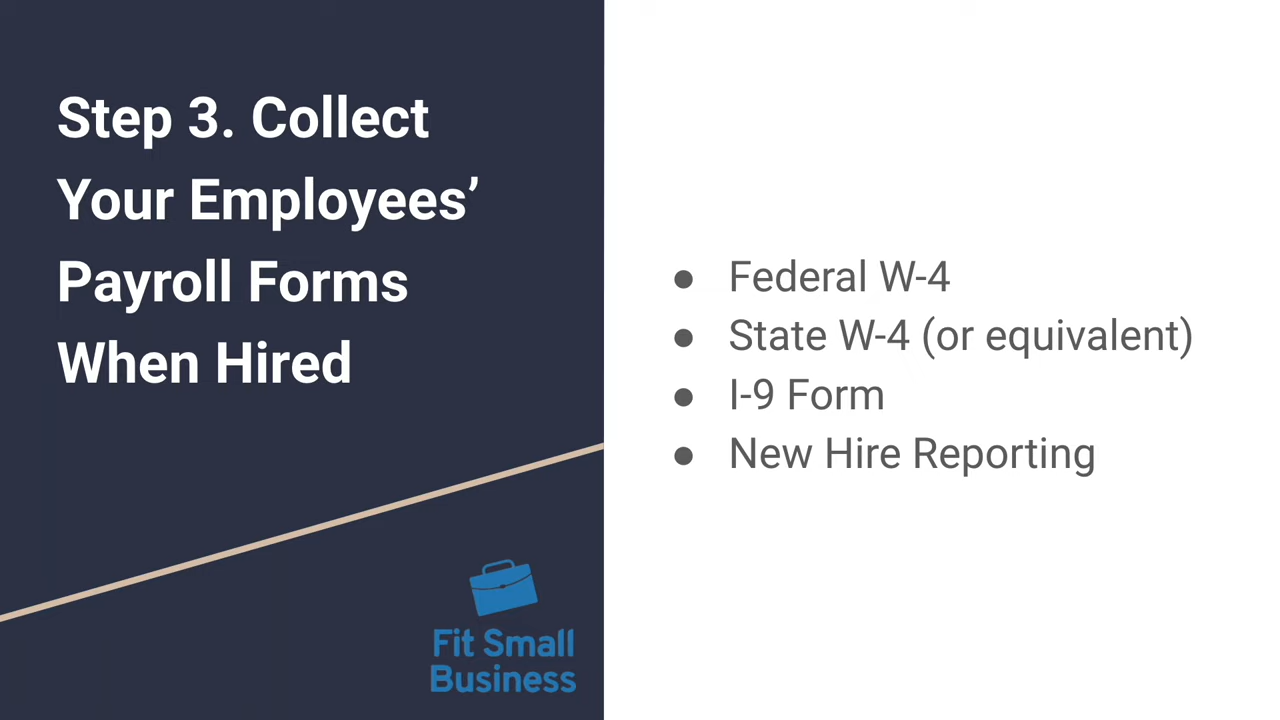 Step 3. Collect
Your Employees’
Payroll Forms
When Hired
● Federal W-4
● State W-4 (or equivalent)
● I-9 Form
● New Hire Reporting
Fit Small
Business